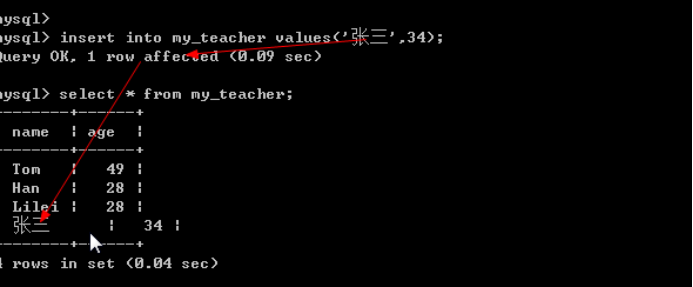 mysql>
mysql> insert into my_teacher values('张三',34);
Query OK, 1 row affected (0.09 sec)
mysql> select * from my_teacher;
--------+------+
name | age |
--------+------+
Tom | 49 |
Han | 28 |
Lilei | 28 |
张三 | 34 |
--------+------+
4 rows in set (0.04 sec)